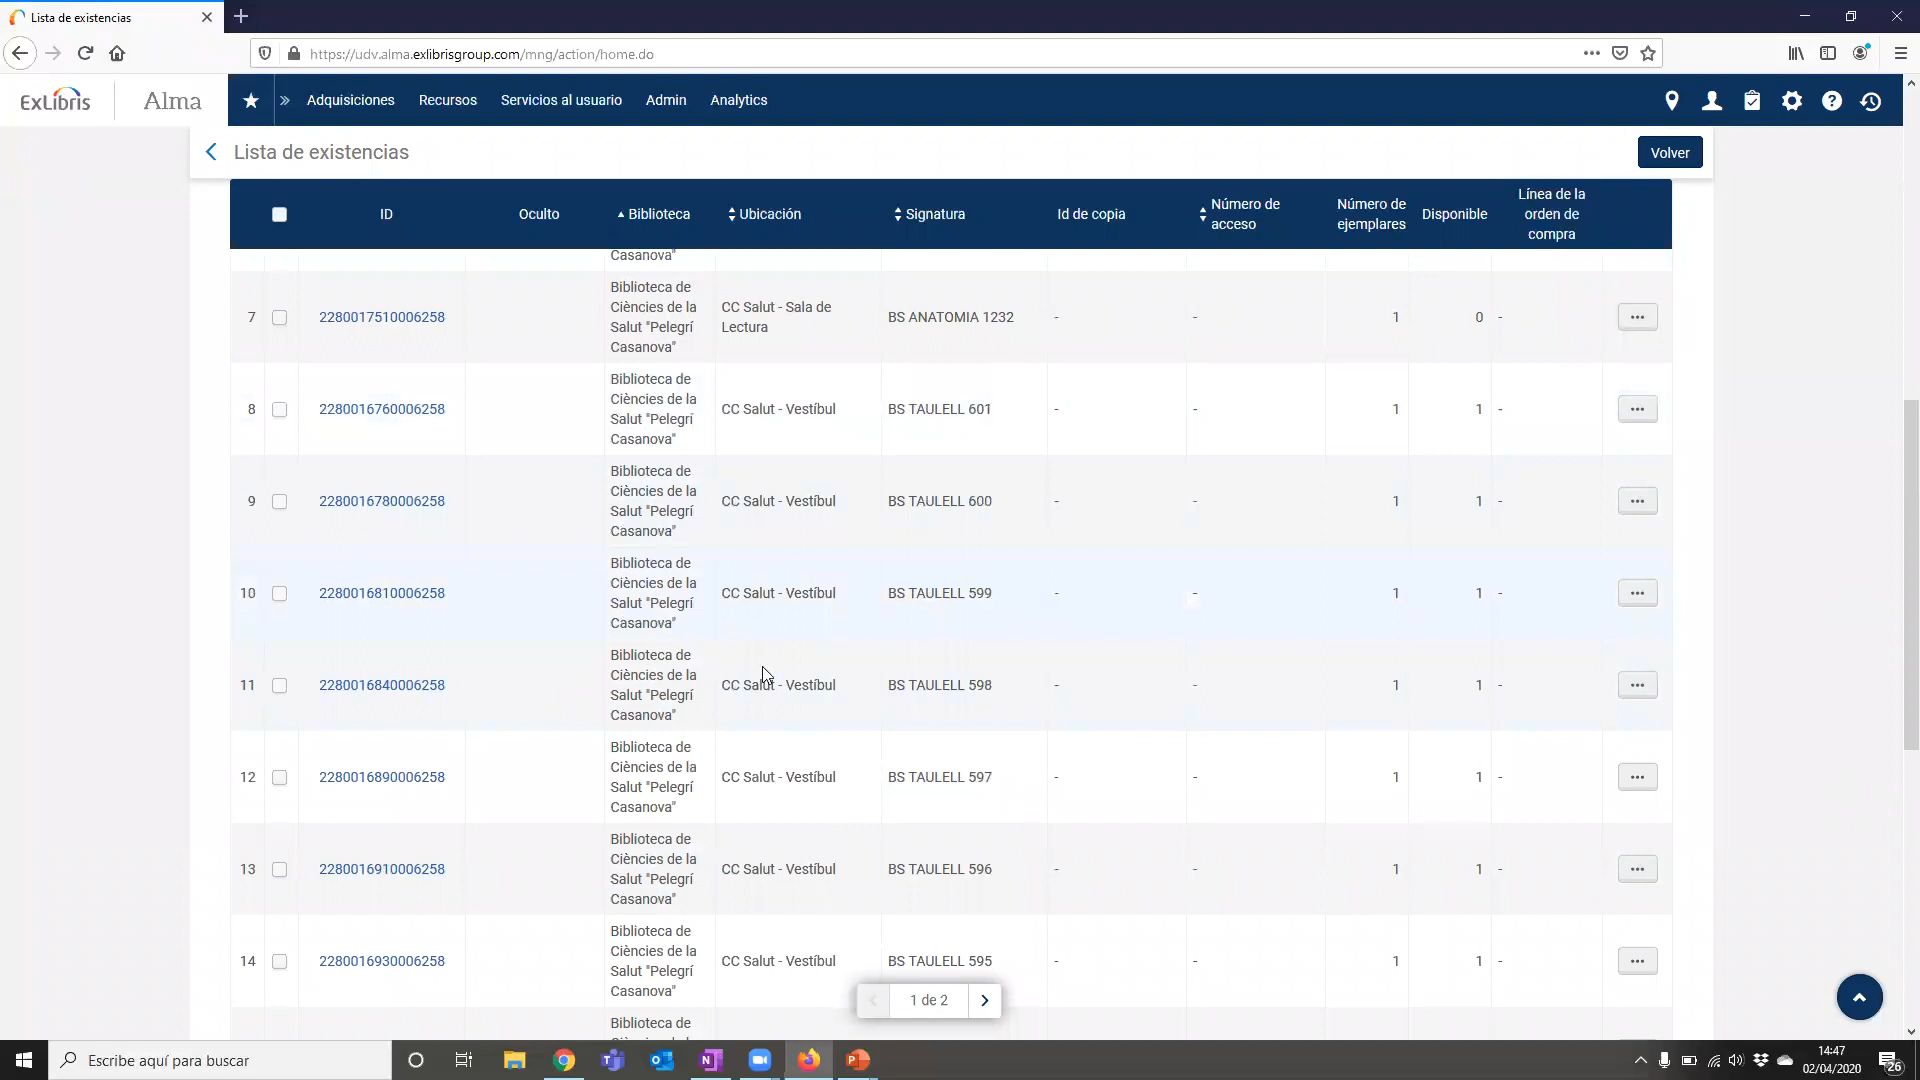 Lista de existencias
https://udv.alma.exlibrisgroup.com/mng/action/home.do
ExLibris Alma
Adquisiciones Recursos Servicios al usuario Admin Analytics
Lista de existencias
Volver
ID Oculto Biblioteca Ubicación Signatura Id de copia Número de acceso Número de ejemplares Disponible Línea de la orden de compra
Casanova"
7 2280017510006258 Biblioteca de Ciències de la Salut "Pelegrí Casanova" CC Salut - Sala de Lectura BS ANATOMIA 1232 - - 1 0 -
8 2280016760006258 Biblioteca de Ciències de la Salut "Pelegrí Casanova" CC Salut - Vestíbul BS TAULELL 601 - - 1 1 -
9 2280016780006258 Biblioteca de Ciències de la Salut "Pelegrí Casanova" CC Salut - Vestíbul BS TAULELL 600 - - 1 1 -
10 2280016810006258 Biblioteca de Ciències de la Salut "Pelegrí Casanova" CC Salut - Vestíbul BS TAULELL 599 - - 1 1 -
11 2280016840006258 Biblioteca de Ciències de la Salut "Pelegrí Casanova" CC Salut - Vestíbul BS TAULELL 598 - - 1 1 -
12 2280016890006258 Biblioteca de Ciències de la Salut "Pelegrí Casanova" CC Salut - Vestíbul BS TAULELL 597 - - 1 1 -
13 2280016910006258 Biblioteca de Ciències de la Salut "Pelegrí Casanova" CC Salut - Vestíbul BS TAULELL 596 - - 1 1 -
14 2280016930006258 Biblioteca de Ciències de la Salut "Pelegrí Casanova" CC Salut - Vestíbul BS TAULELL 595 - - 1 1 -
Biblioteca de
1 de 2
Escribe aquí para buscar
14:47
02/04/2020
26